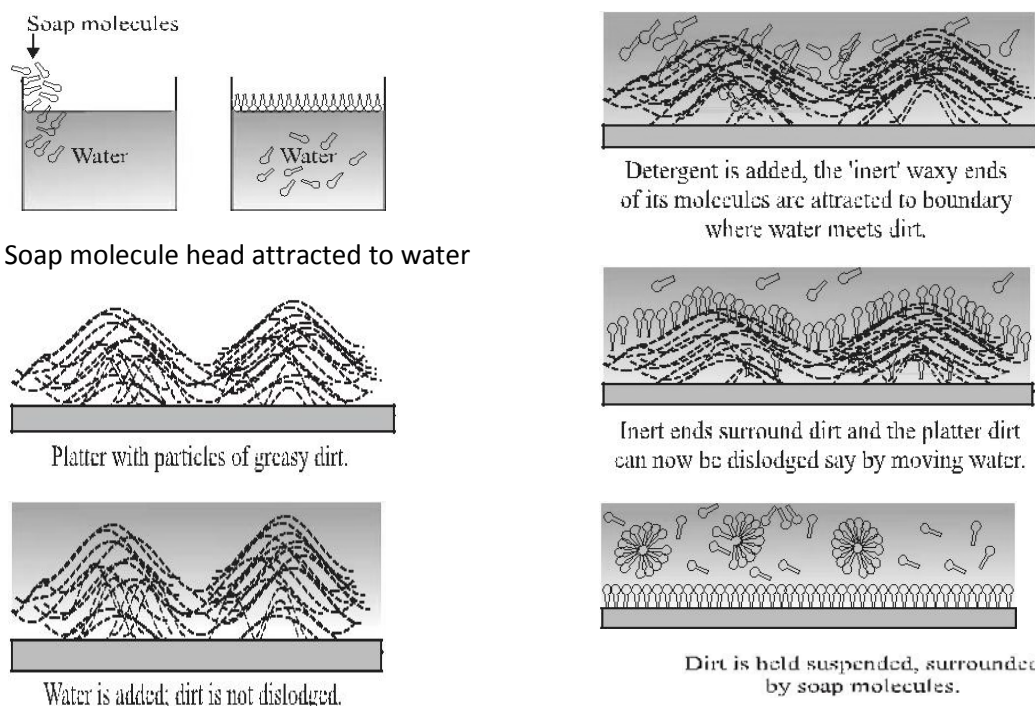 Soap molecules
Water
Water
Soap molecule head attracted to water
Platter with particles of greasy dirt.
Water is added; dirt is not dislodged.
Detergent is added, the 'inert' waxy ends
of its molecules are attracted to boundary
where water meets dirt.
Inert ends surround dirt and the platter dirt
can now be dislodged say by moving water.
Dirt is held suspended, surrounded
by soap molecules.